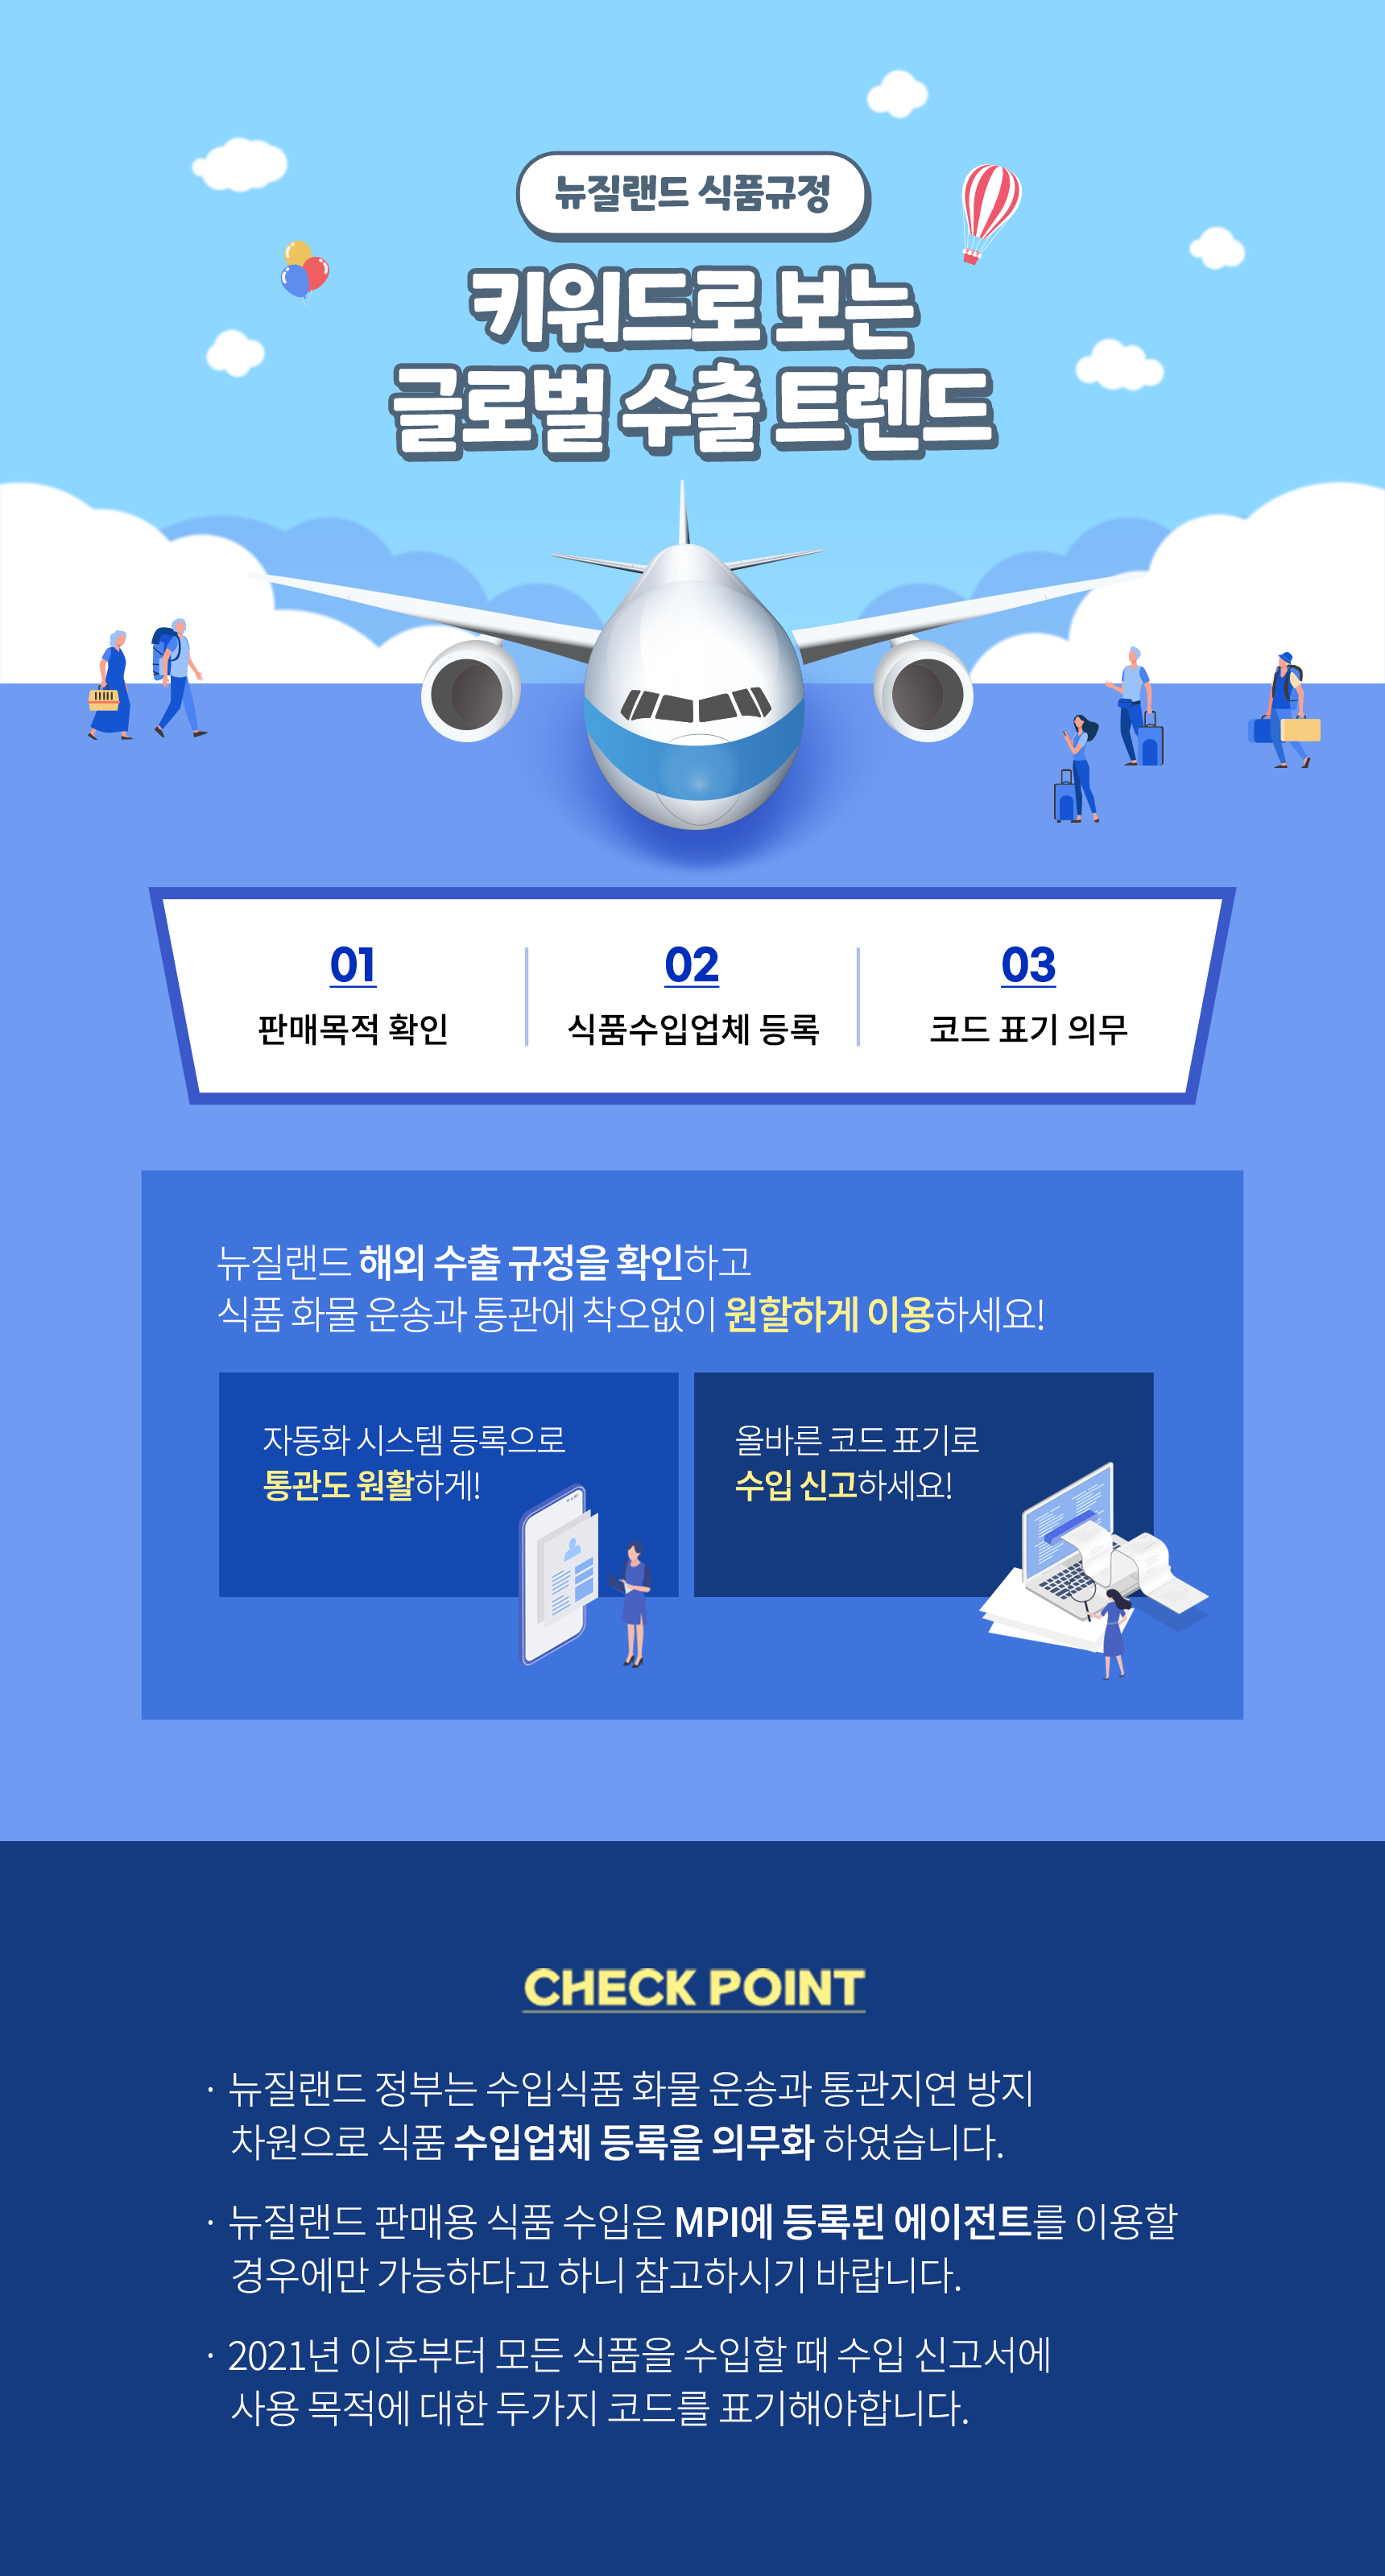 뉴질랜드 식품규정
키워드로 보는
글로벌 수출 트렌드
01
판매목적 확인
02
식품수입업체 등록
03
코드 표기 의무
뉴질랜드 해외 수출 규정을 확인하고
식품 화물 운송과 통관에 착오없이 원할하게 이용하세요!
자동화 시스템 등록으로
통관도 원활하게!
올바른 코드 표기로
수입 신고하세요!
CHECK POINT
· 뉴질랜드 정부는 수입식품 화물 운송과 통관지연 방지
차원으로 식품 수입업체 등록을 의무화 하였습니다.
· 뉴질랜드 판매용 식품 수입은 MPI에 등록된 에이전트를 이용할
경우에만 가능하다고 하니 참고하시기 바랍니다.
· 2021년 이후부터 모든 식품을 수입할 때 수입 신고서에
사용 목적에 대한 두가지 코드를 표기해야합니다.